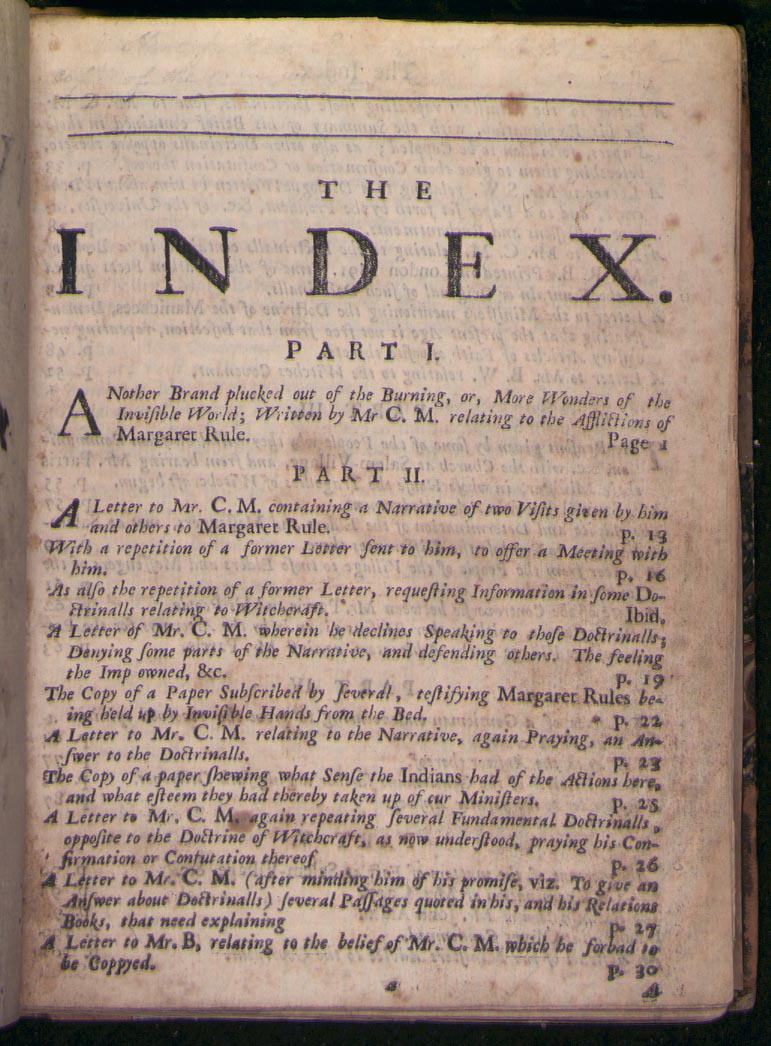 THE
INDEX.
PART I.
ANother Brand plucked out of the Burning, or, More Wonders of the
Inviſible World; Written by Mr C. M. relating to the Afflictions of
Margaret Rule. Page 1
PART II.
A Letter to Mr. C. M. containing a Narrative of two Viſits given by him
and others to Margaret Rule. p. 13
With a repetition of a former Letter ſent to him, to offer a Meeting with
him. p. 16
As alſo the repetition of a former Letter, requeſting Information in ſome Do-
ctrinalls relating to Witchcraft. Ibid.
A Letter of Mr. C. M. wherein he declines Speaking to thoſe Doctrinalls;
Denying ſome parts of the Narrative, and defending others. The feeling
the Imp owned, &c. p. 19
The Copy of a Paper Subſcribed by ſeveral, teſtifying Margaret Rules be-
ing held up by Inviſible Hands from the Bed. p. 22
A Letter to Mr. C. M. relating to the Narrative, again Praying, an An-
ſwer to the Doctrinalls. p. 23
The Copy of a paper ſhewing what Senſe the Indians had of the Actions here,
and what eſteem they had thereby taken up of our Miniſters. p. 25
A Letter to Mr. C. M. again repeating ſeveral Fundamental Doctrinalls,
oppoſite to the Doctrine of Witchcraft, as now underſtood, praying his Con-
firmation or Confutation thereof p. 26
A Letter to Mr. C. M. (after minding him of his promiſe, viz. To give an
Anſwer about Doctrinalls) ſeveral Paſſages quoted in his, and his Relations
Books, that need explaining p. 27
A Letter to Mr. B, relating to the belief of Mr. C. M. which he forbad to
be Coppyed. p. 30
a A